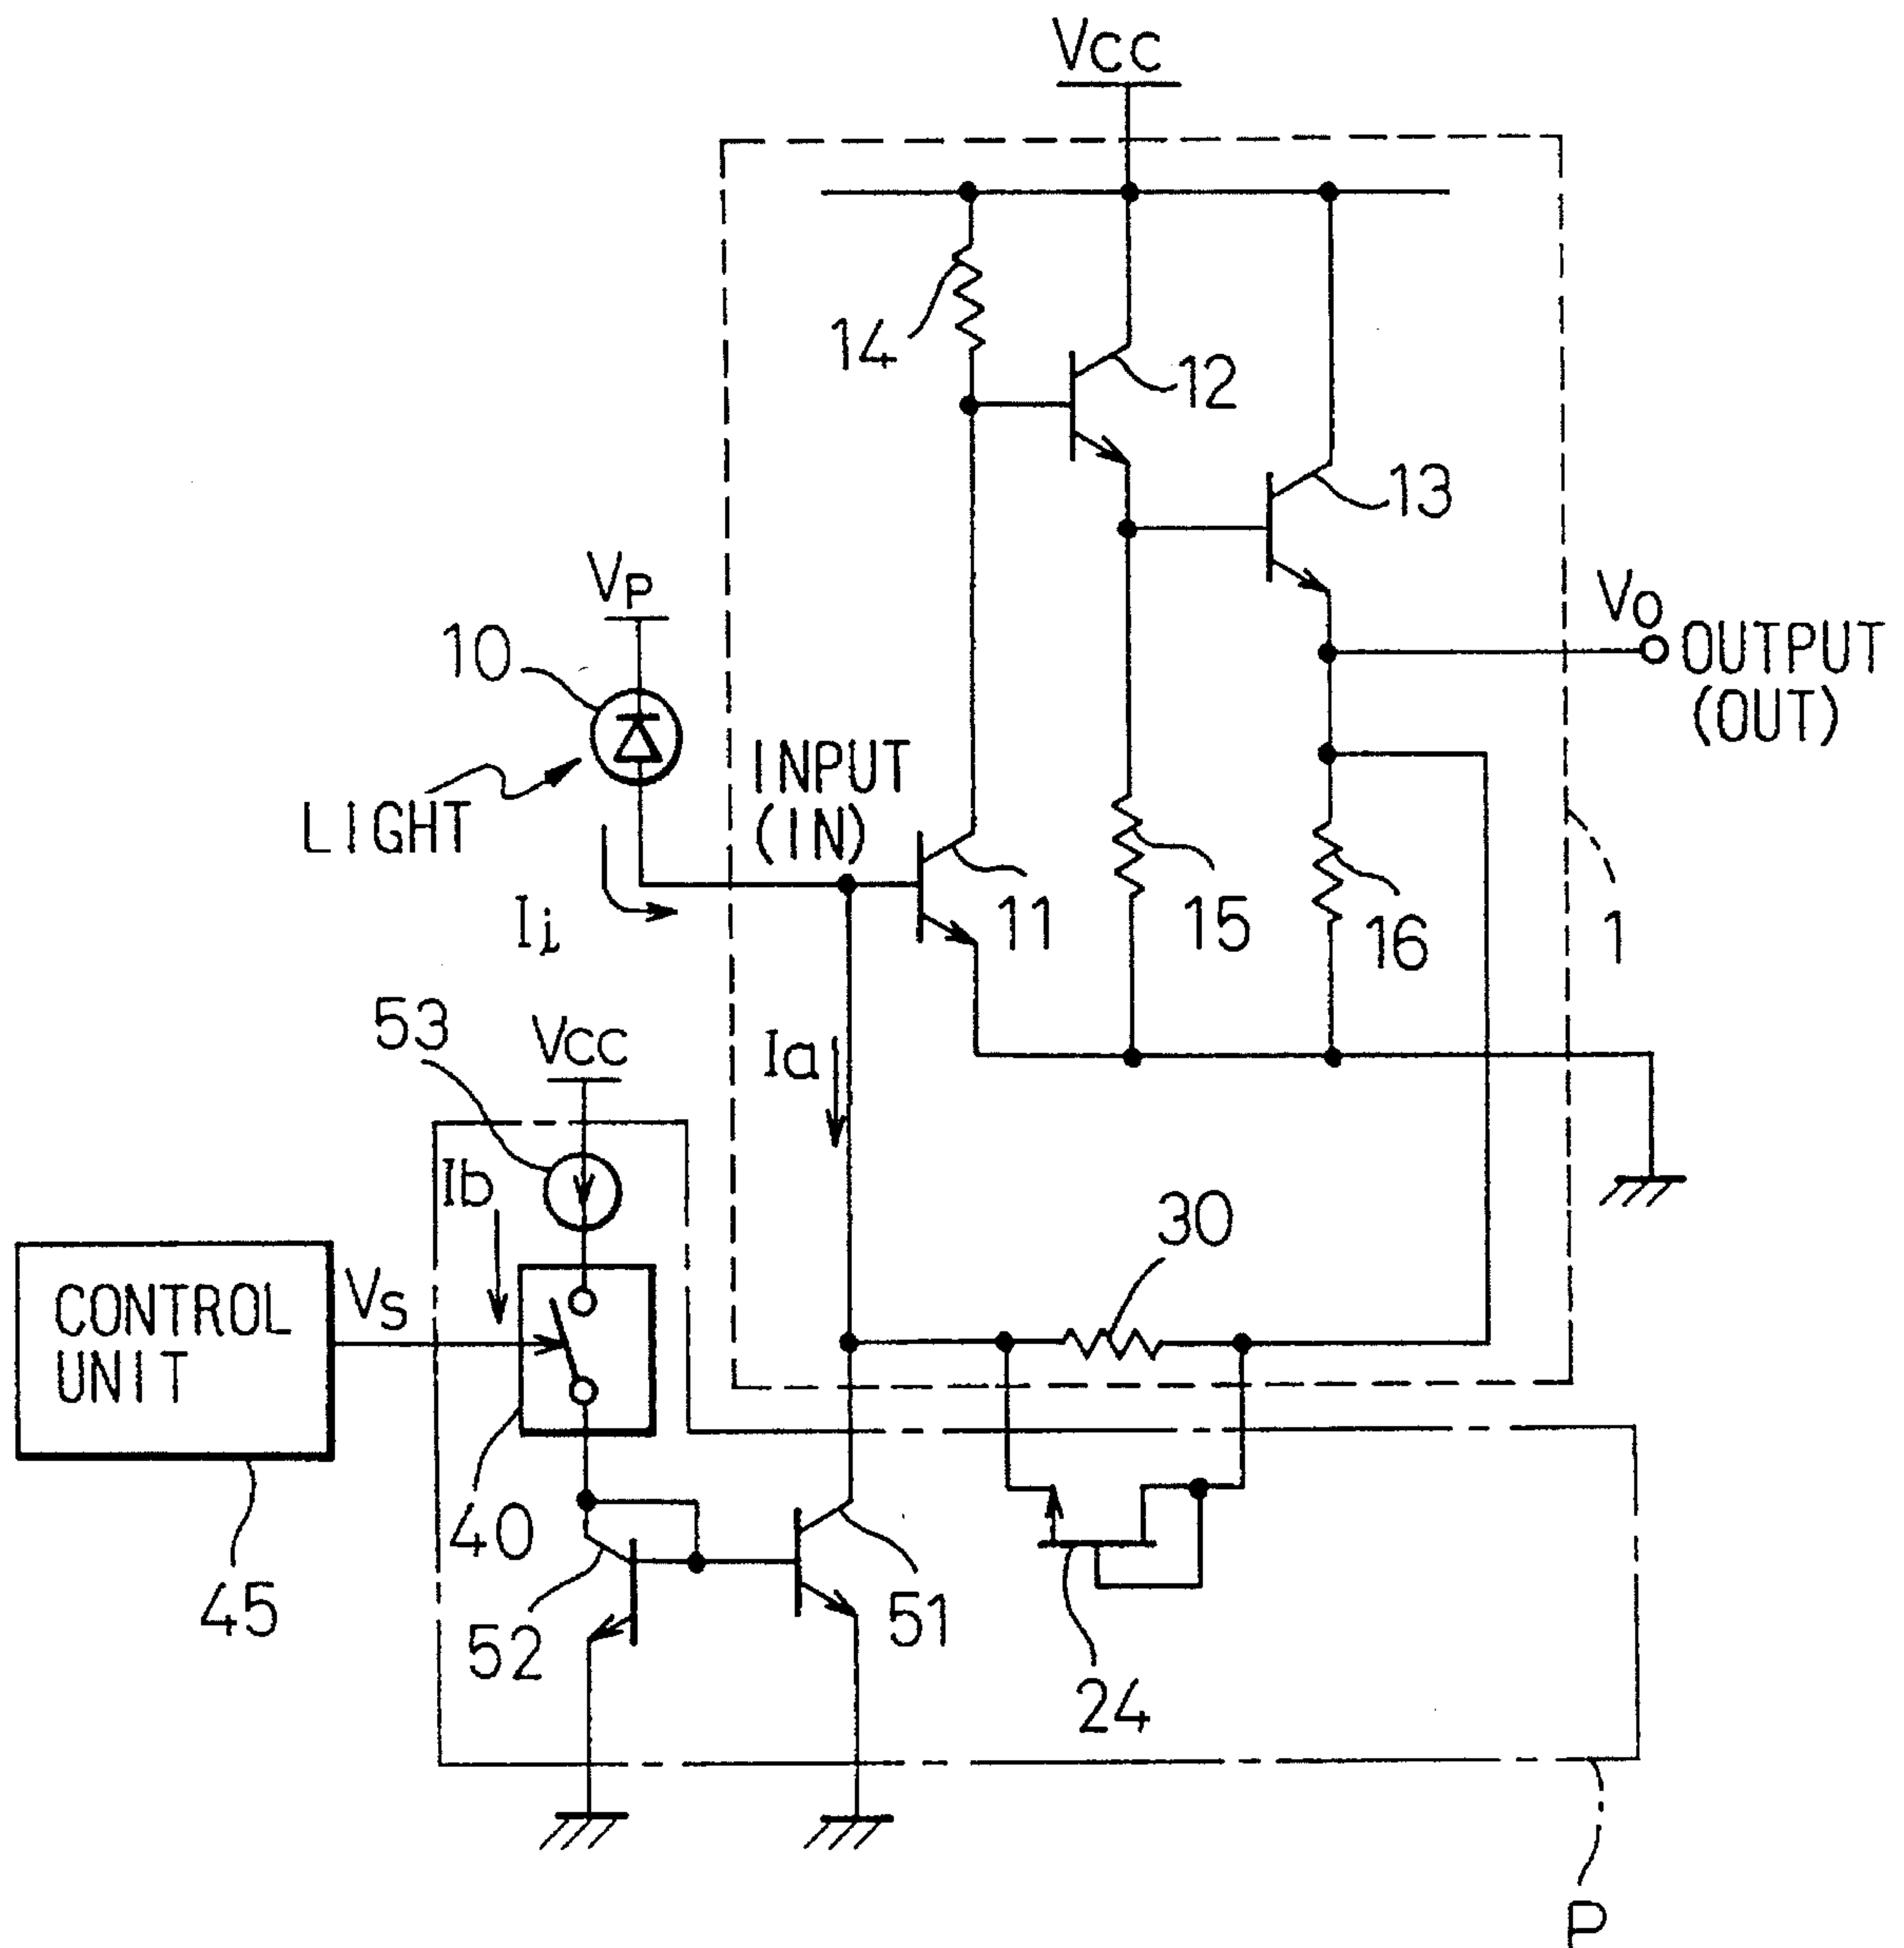 VCC
14
12
13
VP
10
VO
OUTPUT
(OUT)
INPUT
(IN)
LIGHT
Ii
11
15
16
1
53
VCC
Ia
Ib
30
CONTROL
UNIT
VS
40
45
52
51
24
P